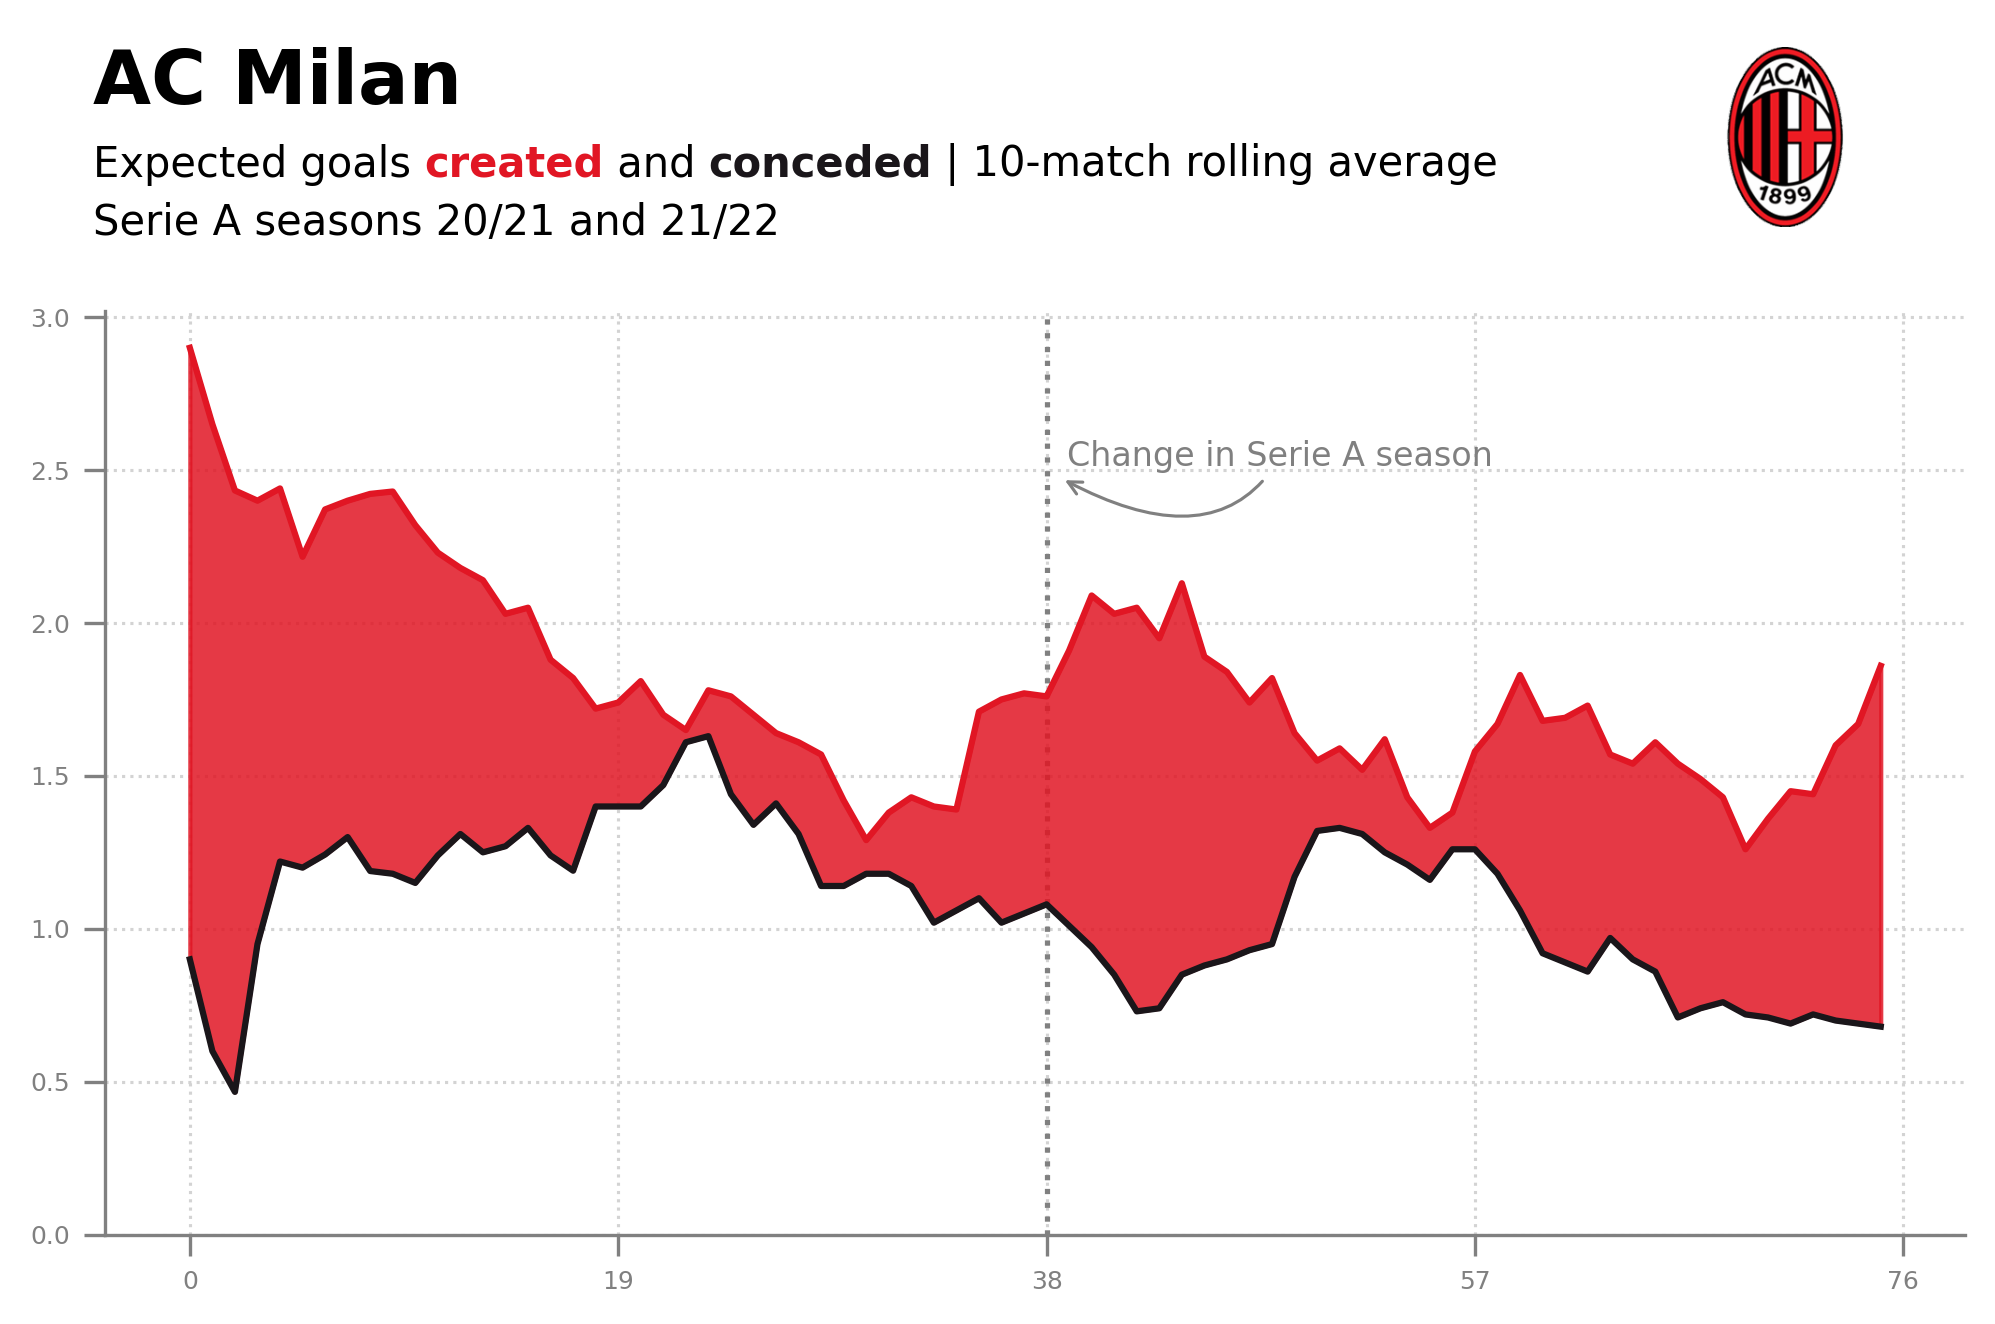 AC Milan
ACM
1899
Expected goals created and conceded | 10-match rolling average
Serie A seasons 20/21 and 21/22
3.0
2.5
Change in Serie A season
2.0
1.5
1.0
0.5
0.0
0 19 38 57 76